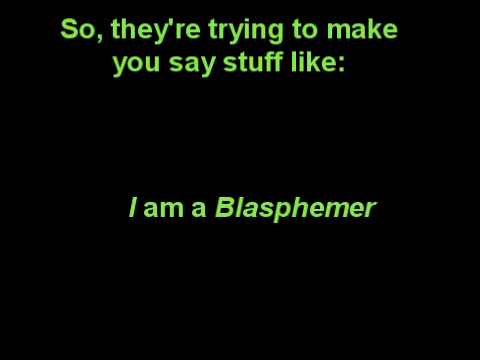 So, they're trying to make
you say stuff like:
I am a Blasphemer